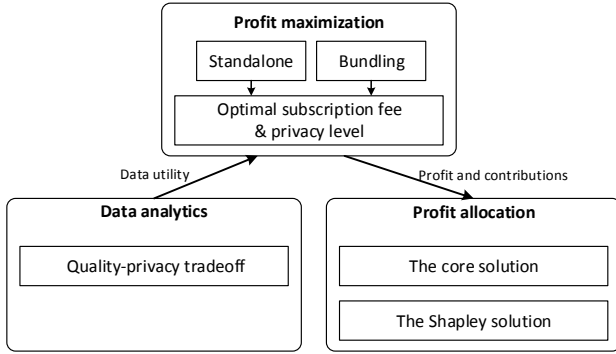 Profit maximization
Standalone
Bundling
Optimal subscription fee
& privacy level
Data utility
Profit and contributions
Data analytics
Quality-privacy tradeoff
Profit allocation
The core solution
The Shapley solution